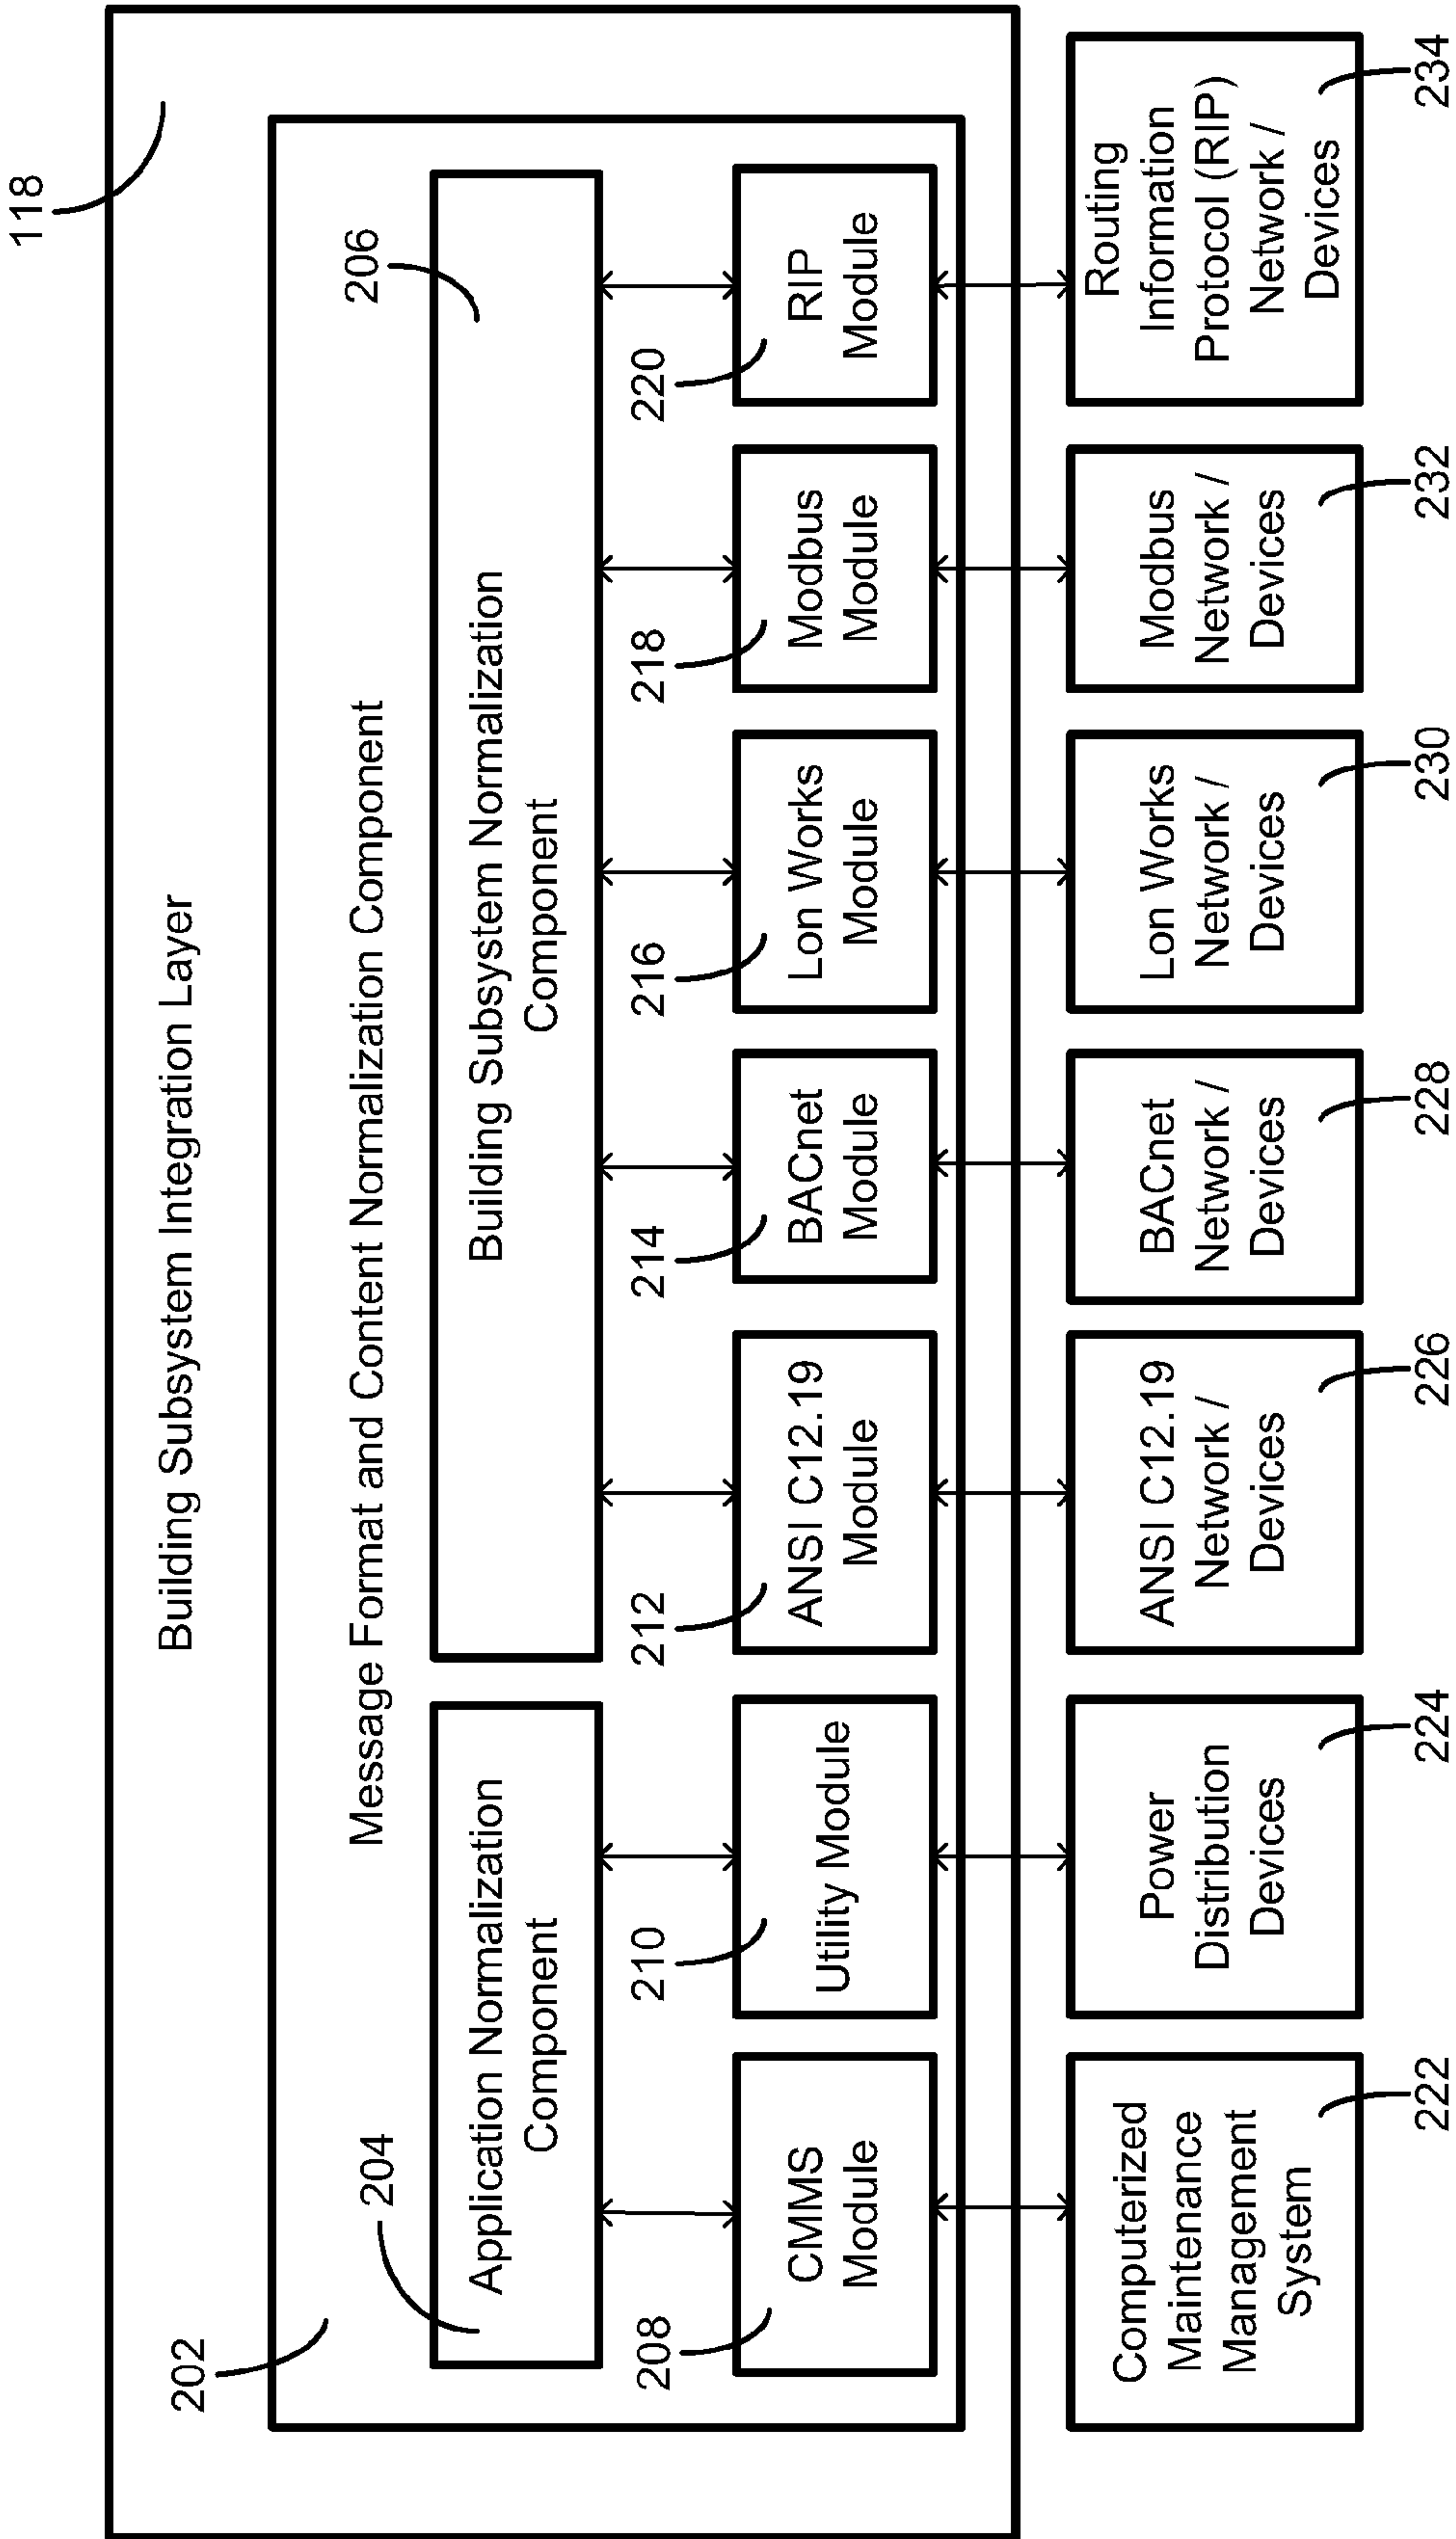 118
Building Subsystem Integration Layer
202
Message Format and Content Normalization Component
204
Application Normalization
Component
206
Building Subsystem Normalization
Component
208
CMMS
Module
210
Utility Module
212
ANSI C12.19
Module
214
BACnet
Module
216
Lon Works
Module
218
Modbus
Module
220
RIP
Module
Computerized
Maintenance
Management
System
222
Power
Distribution
Devices
224
ANSI C12.19
Network /
Devices
226
BACnet
Network /
Devices
228
Lon Works
Network /
Devices
230
Modbus
Network /
Devices
232
Routing
Information
Protocol (RIP)
Network /
Devices
234